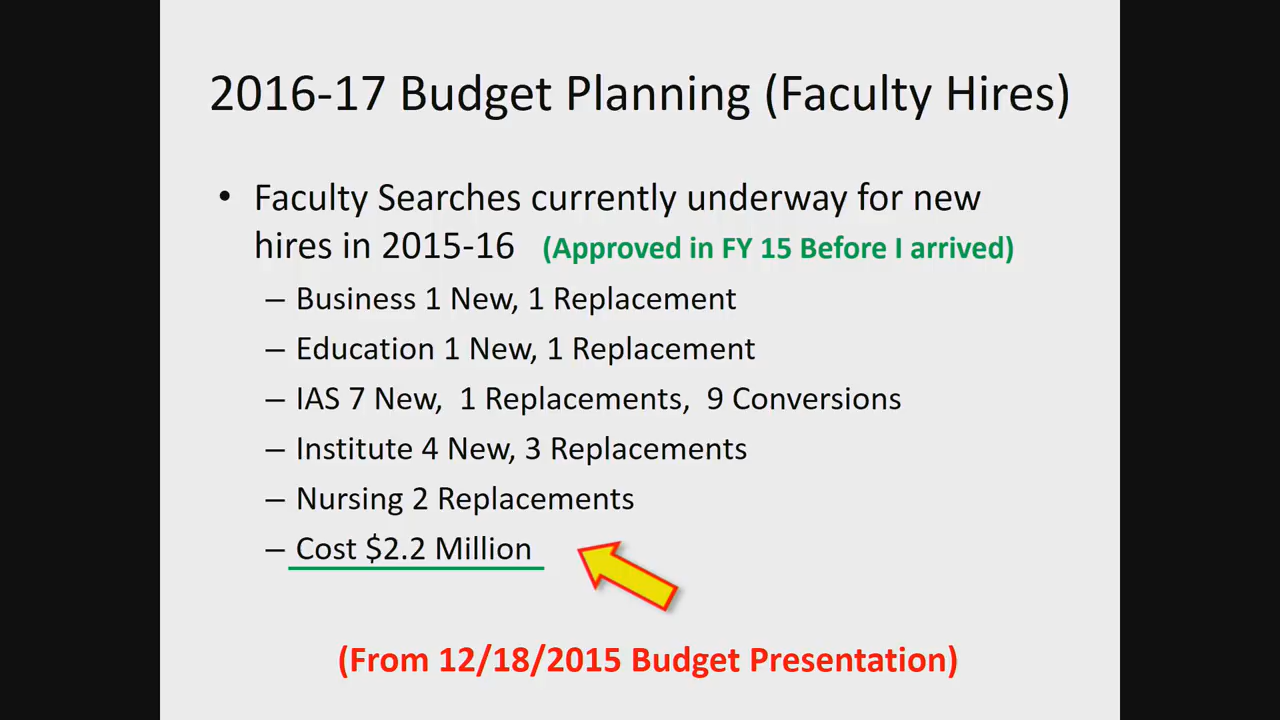 2016-17 Budget Planning (Faculty Hires)
• Faculty Searches currently underway for new
hires in 2015-16 (Approved in FY 15 Before I arrived)
– Business 1 New, 1 Replacement
– Education 1 New, 1 Replacement
– IAS 7 New, 1 Replacements, 9 Conversions
– Institute 4 New, 3 Replacements
– Nursing 2 Replacements
– Cost $2.2 Million
(From 12/18/2015 Budget Presentation)